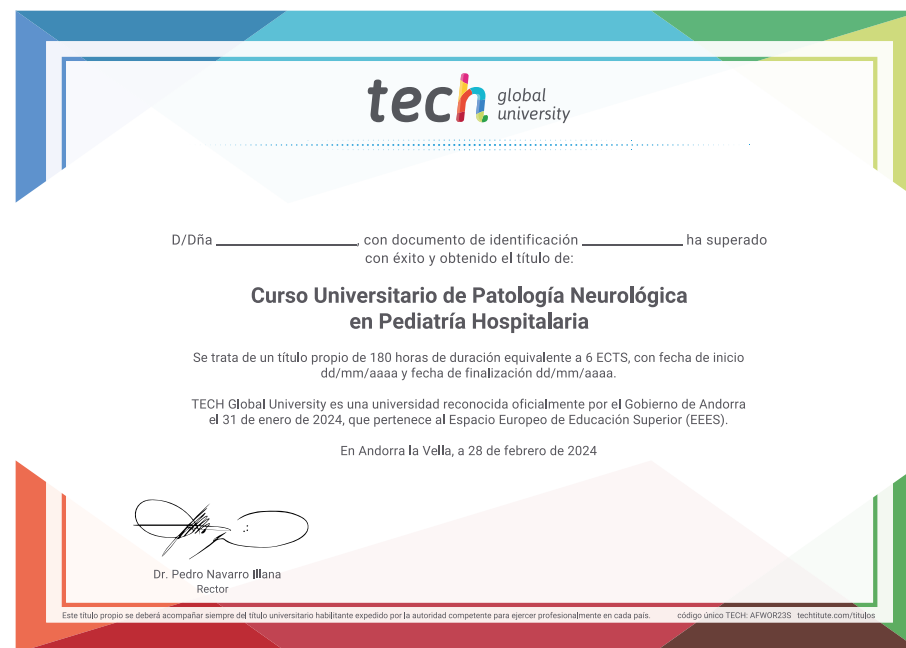 tech global university
D/Dña ____________________, con documento de identificación ______________ ha superado
con éxito y obtenido el título de:
Curso Universitario de Patología Neurológica
en Pediatría Hospitalaria
Se trata de un título propio de 180 horas de duración equivalente a 6 ECTS, con fecha de inicio
dd/mm/aaaa y fecha de finalización dd/mm/aaaa.
TECH Global University es una universidad reconocida oficialmente por el Gobierno de Andorra
el 31 de enero de 2024, que pertenece al Espacio Europeo de Educación Superior (EEES).
En Andorra la Vella, a 28 de febrero de 2024
Dr. Pedro Navarro Illana
Rector
Este título propio se deberá acompañar siempre del título universitario habilitante expedido por la autoridad competente para ejercer profesionalmente en cada país. código único TECH: AFWOR23S techtitute.com/titulos